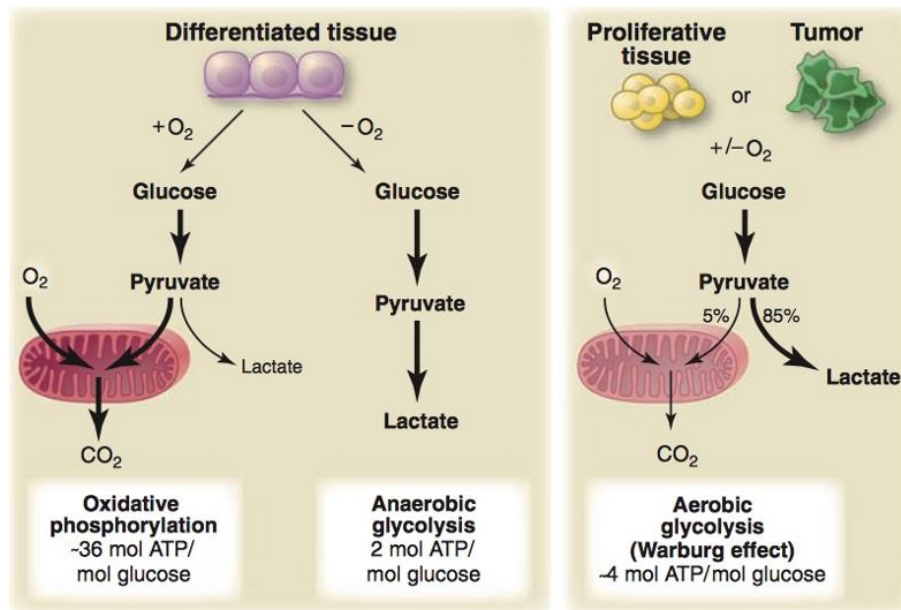 Differentiated tissue
+O₂
−O₂
Glucose
Glucose
O₂
Pyruvate
Pyruvate
Lactate
Lactate
CO₂
Oxidative
phosphorylation
~36 mol ATP/
mol glucose
Anaerobic
glycolysis
2 mol ATP/
mol glucose
Proliferative
tissue
or
Tumor
+/−O₂
Glucose
O₂
Pyruvate
5%
85%
Lactate
CO₂
Aerobic
glycolysis
(Warburg effect)
~4 mol ATP/mol glucose